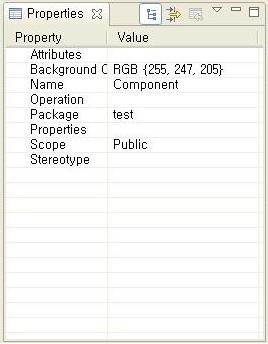 Properties
Property Value
Attributes
Background C RGB {255, 247, 205}
Name Component
Operation
Package test
Properties
Scope Public
Stereotype